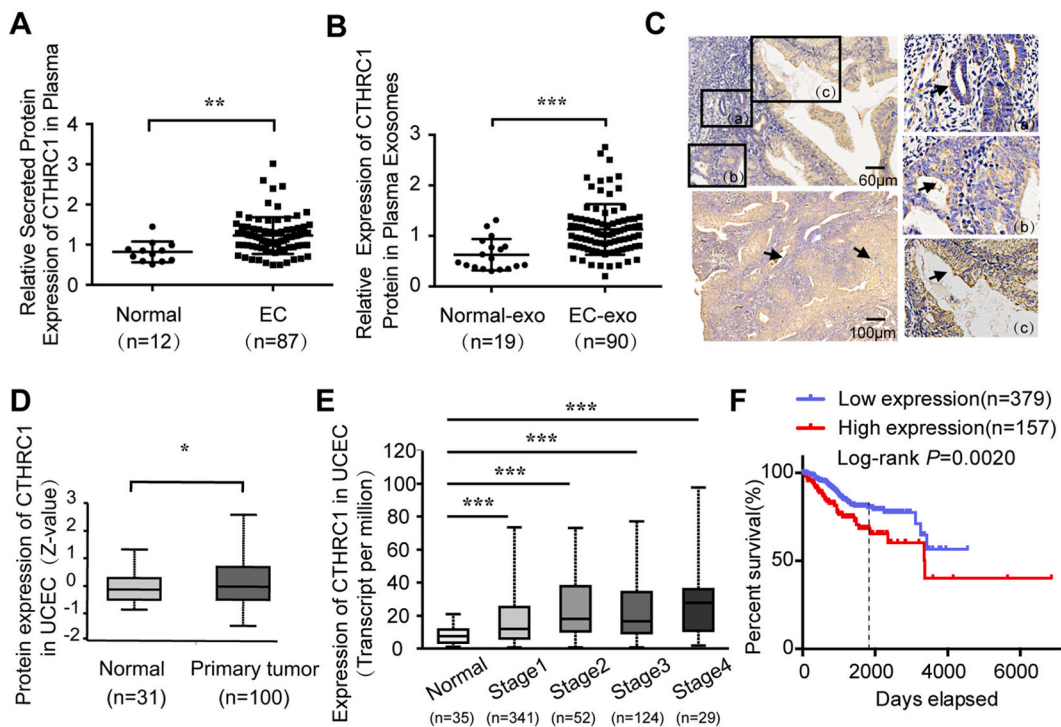 A
Relative Secreted Protein
Expression of CTHRC1 in Plasma
**
4
3
2
1
0
Normal
EC
(n=12)
(n=87)
B
Relative Expression of CTHRC1
Protein in Plasma Exosomes
***
3
2
1
0
Normal-exo
EC-exo
(n=19)
(n=90)
C
(c)
(a)
(b)
60μm
100μm
(a)
(b)
(c)
D
Protein expression of CTHRC1
in UCEC (Z-value)
*
3
2
1
0
-1
-2
Normal
Primary tumor
(n=31)
(n=100)
E
Expression of CTHRC1 in UCEC
(Transcript per million)
***
***
***
***
120
100
80
60
40
20
0
Normal
Stage1
Stage2
Stage3
Stage4
(n=35)
(n=341)
(n=52)
(n=124)
(n=29)
F
Low expression(n=379)
High expression(n=157)
Log-rank P=0.0020
Percent survival(%)
100
50
0
0
2000
4000
6000
Days elapsed